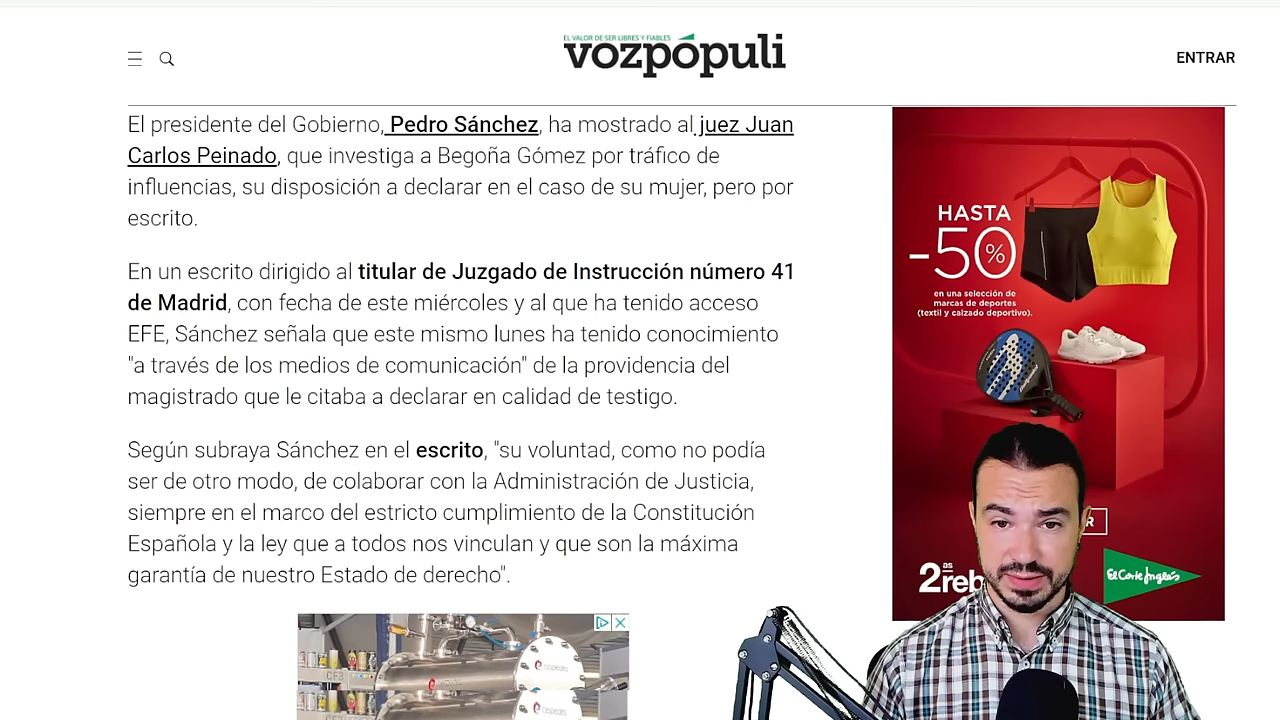 EL VALOR DE SER LIBRES Y FIABLES
vozpópuli
ENTRAR
El presidente del Gobierno, Pedro Sánchez, ha mostrado al juez Juan
Carlos Peinado, que investiga a Begoña Gómez por tráfico de
influencias, su disposición a declarar en el caso de su mujer, pero por
escrito.
En un escrito dirigido al titular de Juzgado de Instrucción número 41
de Madrid, con fecha de este miércoles y al que ha tenido acceso
EFE, Sánchez señala que este mismo lunes ha tenido conocimiento
"a través de los medios de comunicación" de la providencia del
magistrado que le citaba a declarar en calidad de testigo.
Según subraya Sánchez en el escrito, "su voluntad, como no podía
ser de otro modo, de colaborar con la Administración de Justicia,
siempre en el marco del estricto cumplimiento de la Constitución
Española y la ley que a todos nos vinculan y que son la máxima
garantía de nuestro Estado de derecho".
HASTA
-50%
en una selección de
marcas de deportes
(textil y calzado deportivo).
R
2as reb
El Corte Inglés
CF3